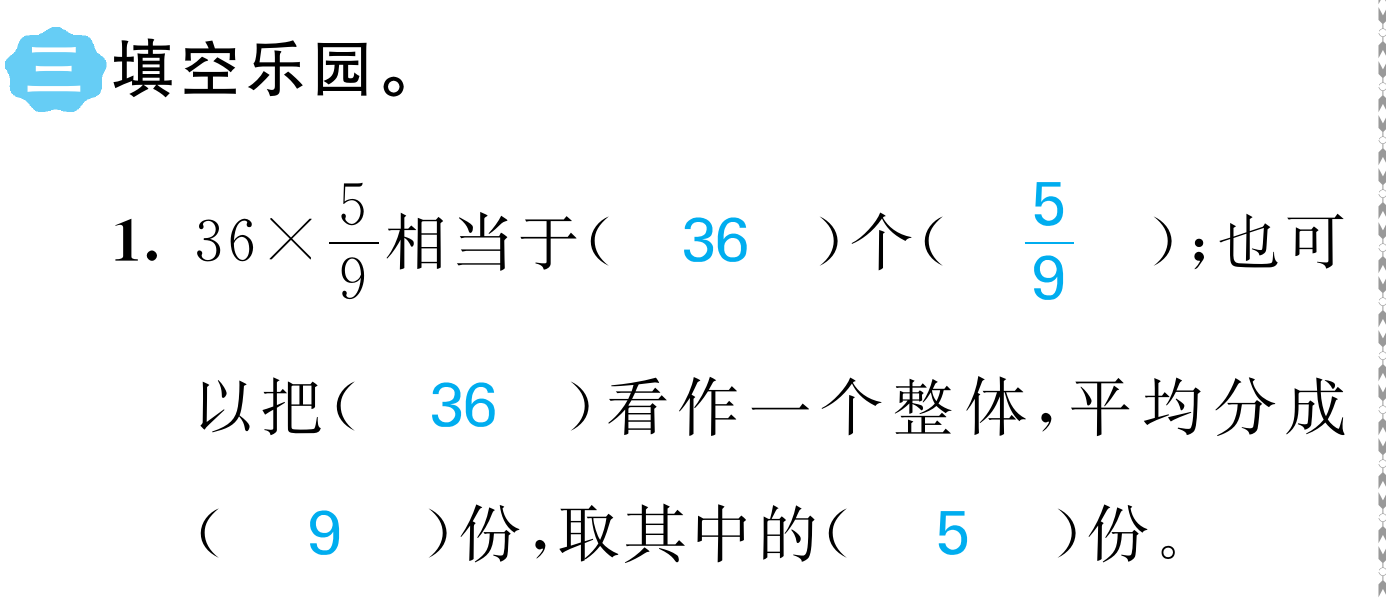 三 填空乐园。
1. 36×5/9相当于( 36 )个( 5/9 );也可
以把( 36 )看作一个整体,平均分成
( 9 )份,取其中的( 5 )份。